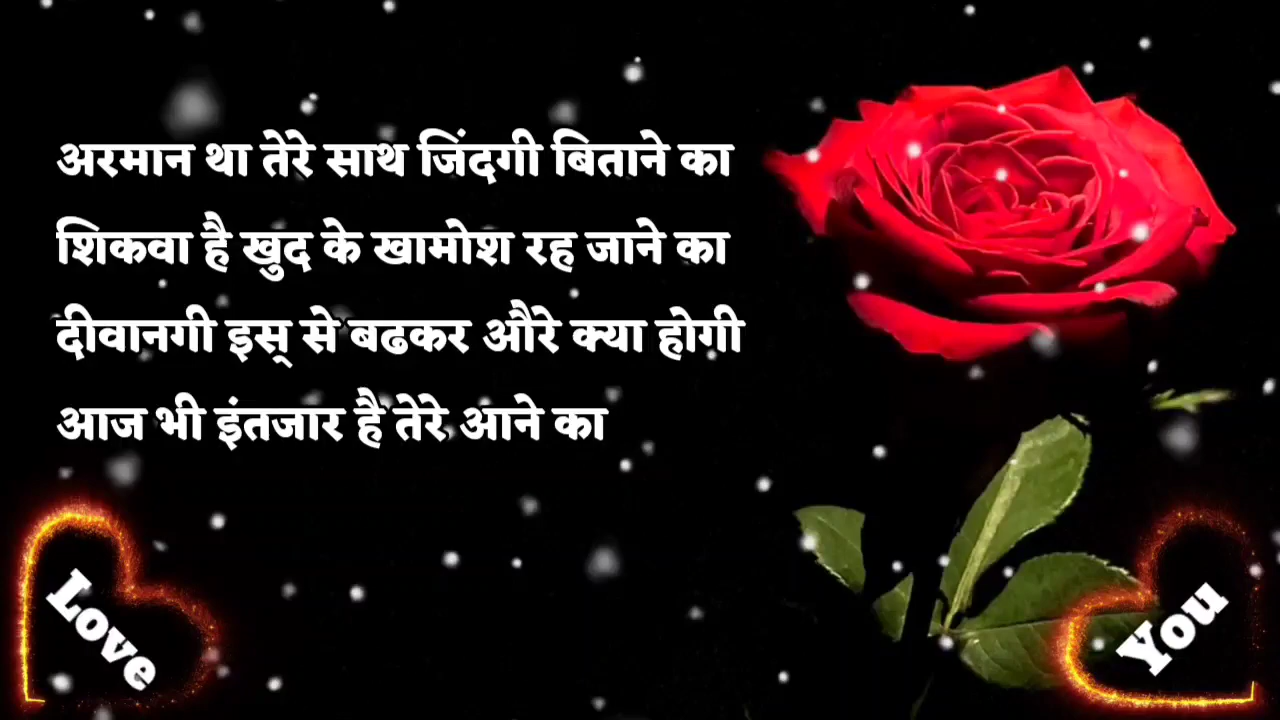 अरमान था तेरे साथ जिंदगी बिताने का
शिकवा है खुद के खामोश रह जाने का
दीवानगी इस् से बढकर औरे क्या होगी
आज भी इंतजार है तेरे आने का
Love
You